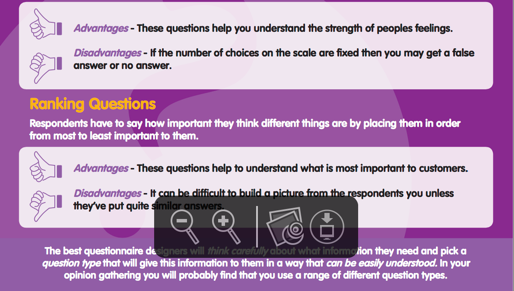 Advantages - These questions help you understand the strength of peoples feelings.
Disadvantages - If the number of choices on the scale are fixed then you may get a false
answer or no answer.
Ranking Questions
Respondents have to say how important they think different things are by placing them in order
from most to least important to them.
Advantages - These questions help to understand what is most important to customers.
Disadvantages - It can be difficult to build a picture from the respondents you unless
they've put quite similar answers.
The best questionnaire designers will think carefully about what information they need and pick a
question type that will give this information to them in a way that can be easily understood. In your
opinion gathering you will probably find that you use a range of different question types.